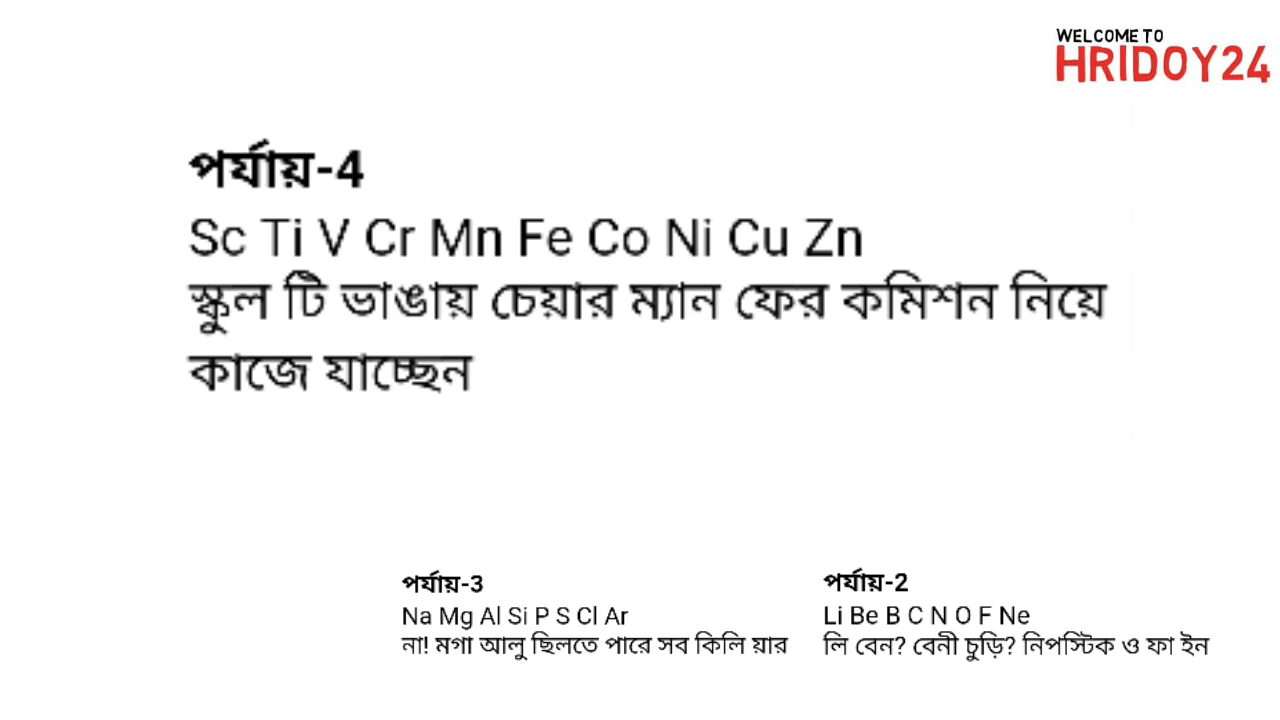 WELCOME TO
HRIDOY24
পর্যায়-4
Sc Ti V Cr Mn Fe Co Ni Cu Zn
স্কুল টি ভাঙায় চেয়ার ম্যান ফের কমিশন নিয়ে
কাজে যাচ্ছেন
পর্যায়-3
Na Mg Al Si P S Cl Ar
না! মগা আলু ছিলতে পারে সব কিলি য়ার
পর্যায়-2
Li Be B C N O F Ne
লি বেন? বেনী চুড়ি? নিপস্টিক ও ফা ইন